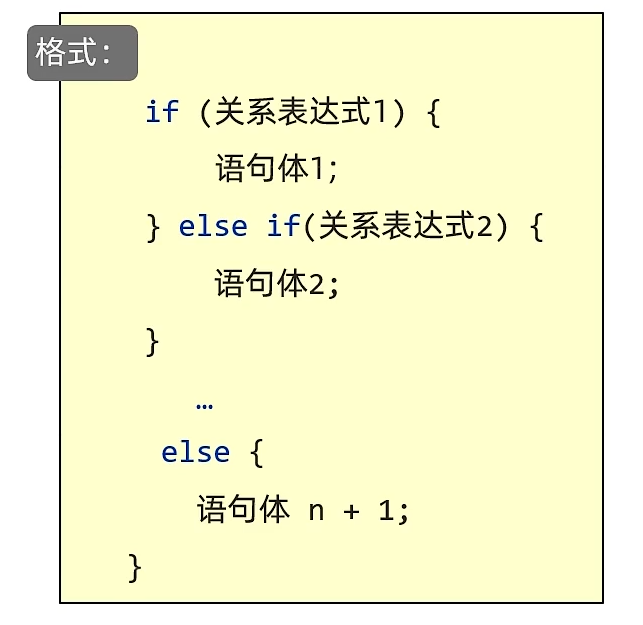 格式：
if (关系表达式1) {
语句体1;
} else if(关系表达式2) {
语句体2;
}
…
else {
语句体 n + 1;
}